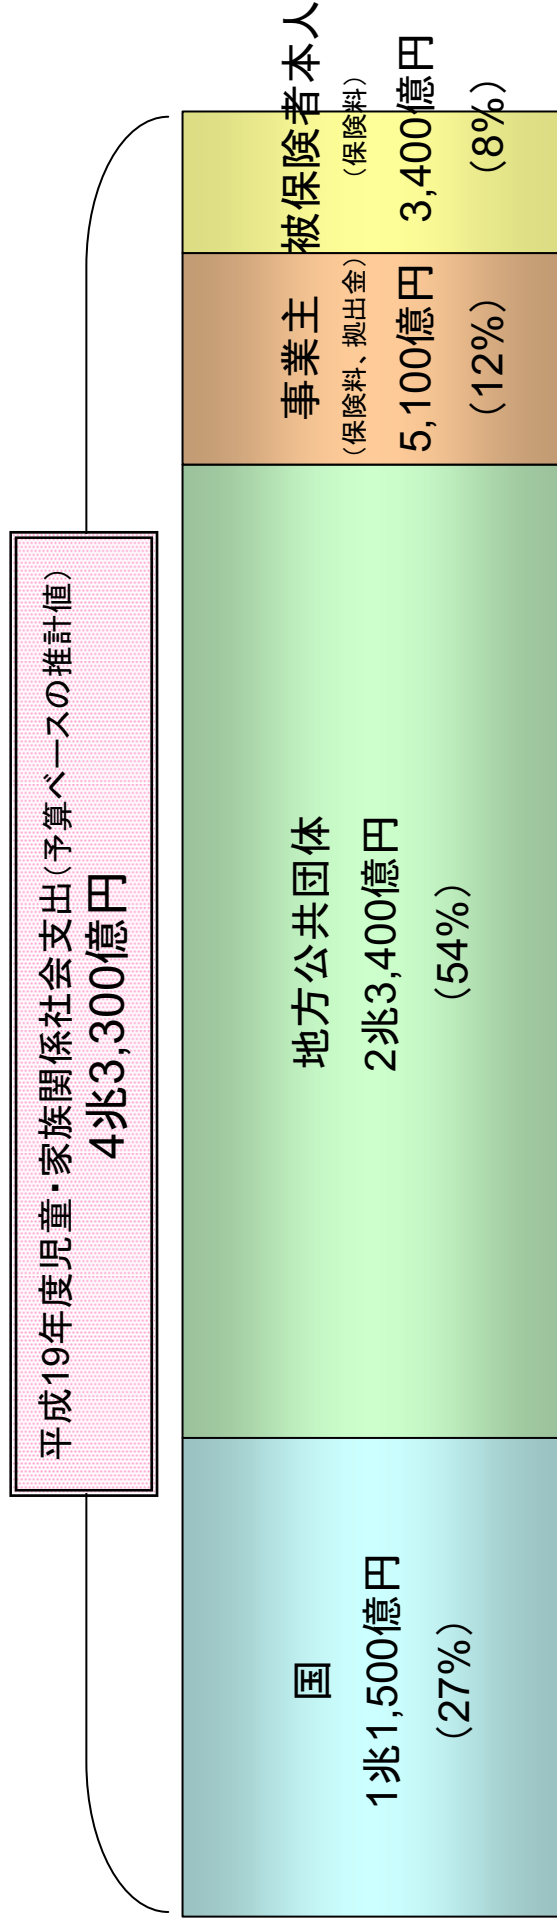 平成19年度児童・家族関係社会支出(予算ベースの推計値)
4兆3,300億円
国
1兆1,500億円
(27%)
地方公共団体
2兆3,400億円
(54%)
事業主
(保険料、拠出金)
5,100億円
(12%)
被保険者本人
(保険料)
3,400億円
(8%)